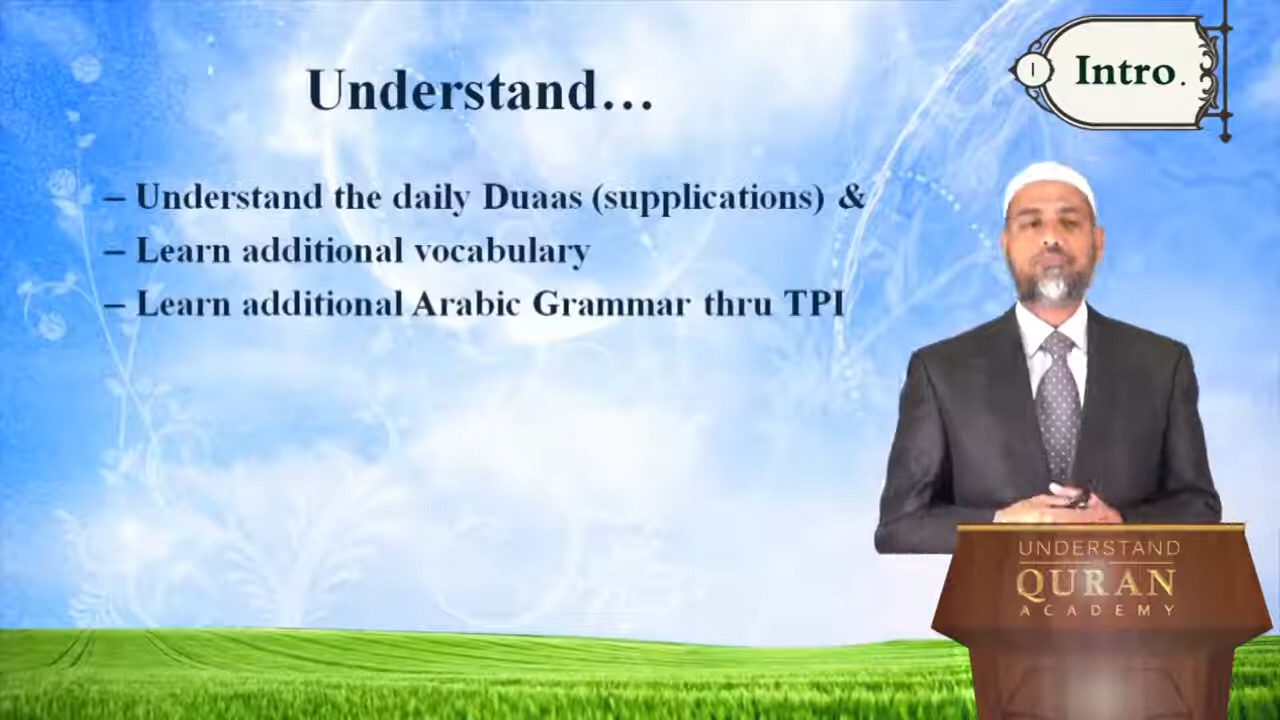 Understand...
– Understand the daily Duaas (supplications) &
– Learn additional vocabulary
– Learn additional Arabic Grammar thru TPI
I
Intro.
UNDERSTAND
QURAN
ACADEMY